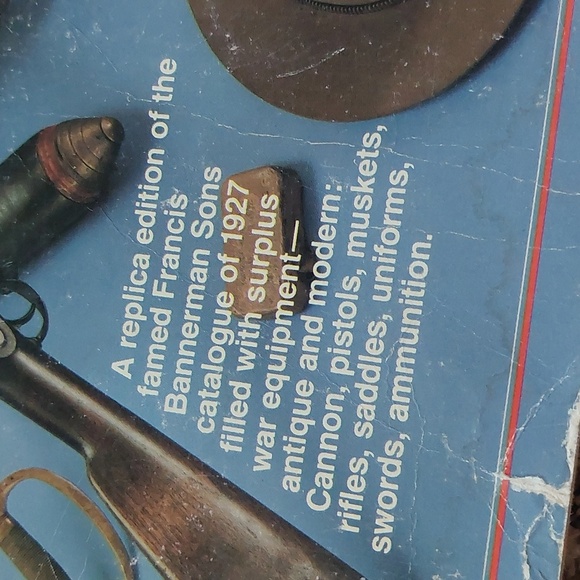 A replica edition of the
famed Francis
Bannerman Sons
catalogue of 1927
filled with surplus
war equipment—
antique and modern:
Cannon, pistols, muskets,
rifles, saddles, uniforms,
swords, ammunition.